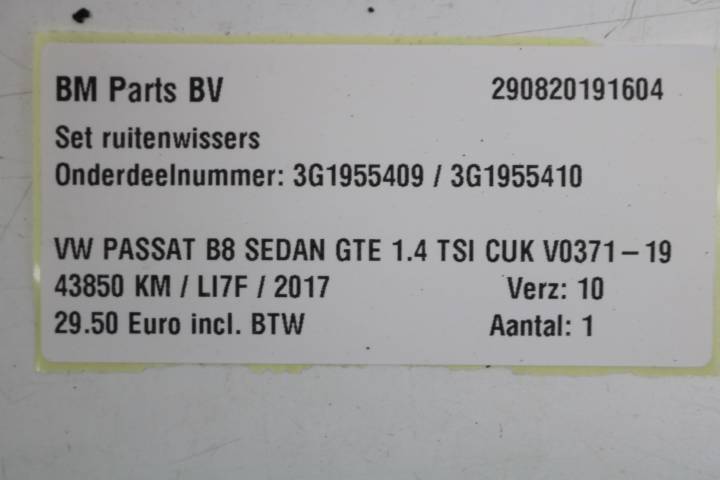 BM Parts BV 290820191604
Set ruitenwissers
Onderdeelnummer: 3G1955409 / 3G1955410
VW PASSAT B8 SEDAN GTE 1.4 TSI CUK V0371-19
43850 KM / LI7F / 2017 Verz: 10
29.50 Euro incl. BTW Aantal: 1